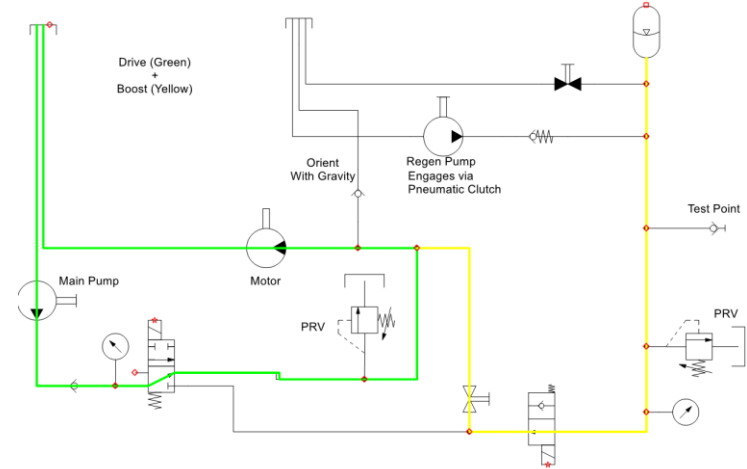 Drive (Green)
+
Boost (Yellow)
Orient
With Gravity
Regen Pump
Engages via
Pneumatic Clutch
Test Point
Main Pump
Motor
PRV
PRV